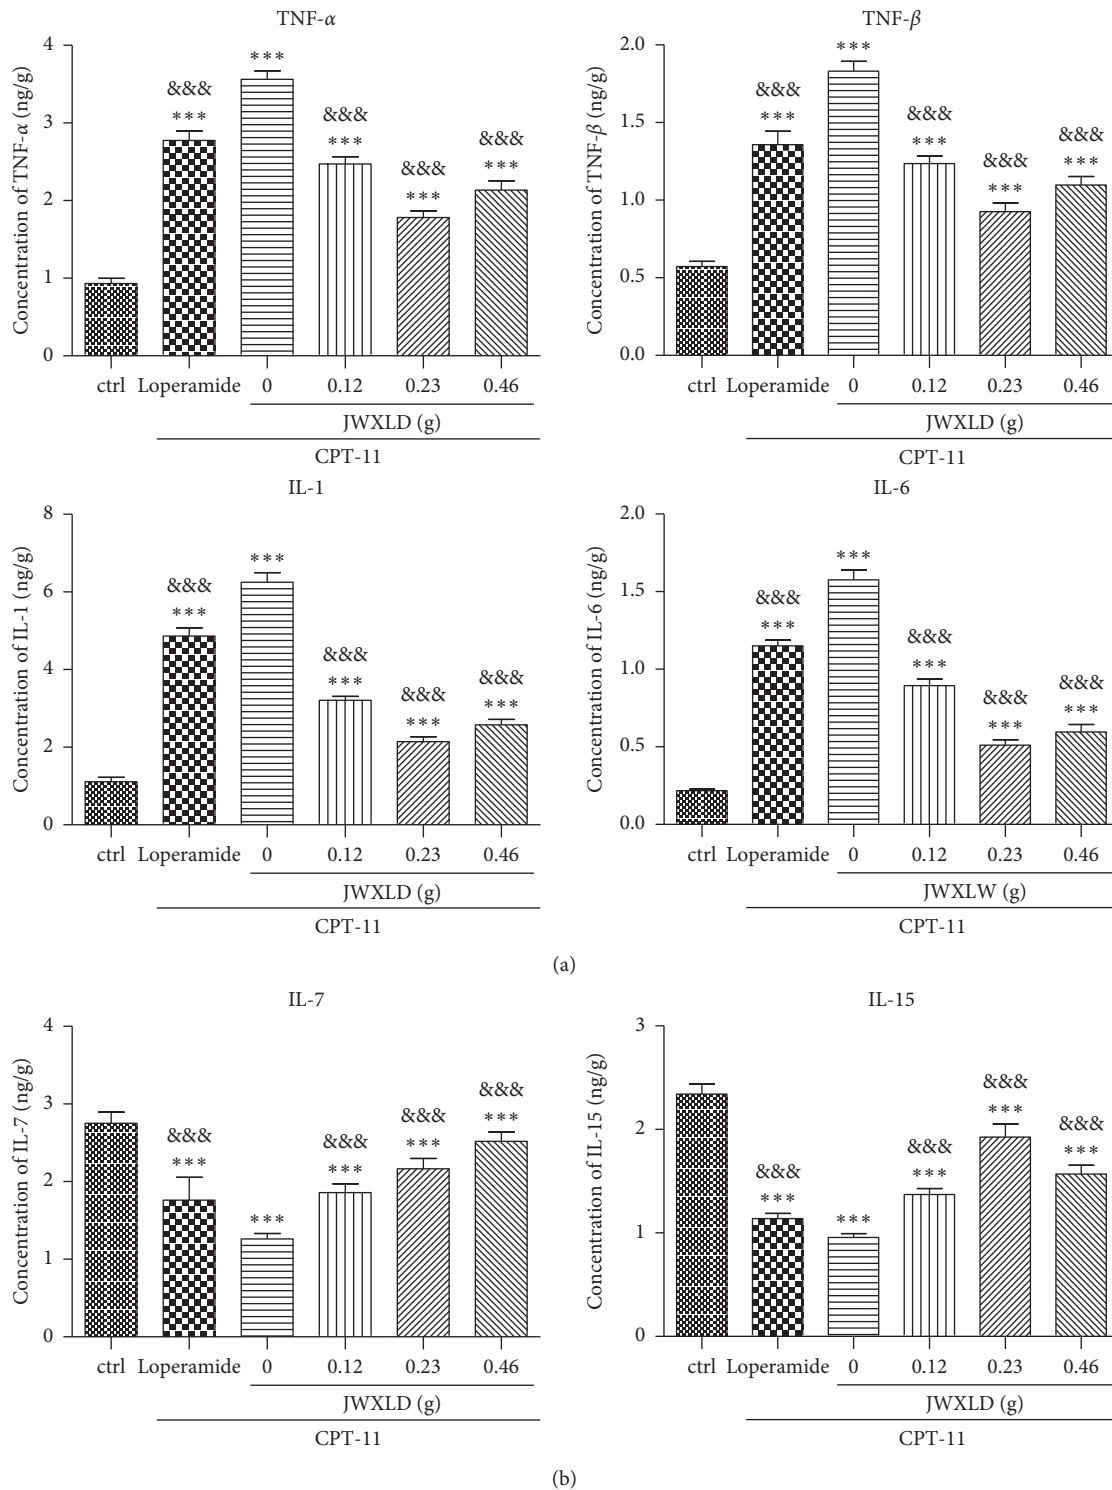 TNF-α
Concentration of TNF-α (ng/g)
4
3
2
1
0
***
&&&
***
&&&
***
&&&
***
&&&
***
ctrl Loperamide 0 0.12 0.23 0.46
JWXLD (g)
CPT-11
TNF-β
Concentration of TNF-β (ng/g)
2.0
1.5
1.0
0.5
0.0
***
&&&
***
&&&
***
&&&
***
&&&
***
ctrl Loperamide 0 0.12 0.23 0.46
JWXLD (g)
CPT-11
IL-1
Concentration of IL-1 (ng/g)
8
6
4
2
0
***
&&&
***
&&&
***
&&&
***
&&&
***
ctrl Loperamide 0 0.12 0.23 0.46
JWXLD (g)
CPT-11
IL-6
Concentration of IL-6 (ng/g)
2.0
1.5
1.0
0.5
0.0
***
&&&
***
&&&
***
&&&
***
&&&
***
ctrl Loperamide 0 0.12 0.23 0.46
JWXLW (g)
CPT-11
(a)
IL-7
Concentration of IL-7 (ng/g)
4
3
2
1
0
&&&
***
***
&&&
***
&&&
***
&&&
***
ctrl Loperamide 0 0.12 0.23 0.46
JWXLD (g)
CPT-11
IL-15
Concentration of IL-15 (ng/g)
3
2
1
0
&&&
***
***
&&&
***
&&&
***
&&&
***
ctrl Loperamide 0 0.12 0.23 0.46
JWXLD (g)
CPT-11
(b)